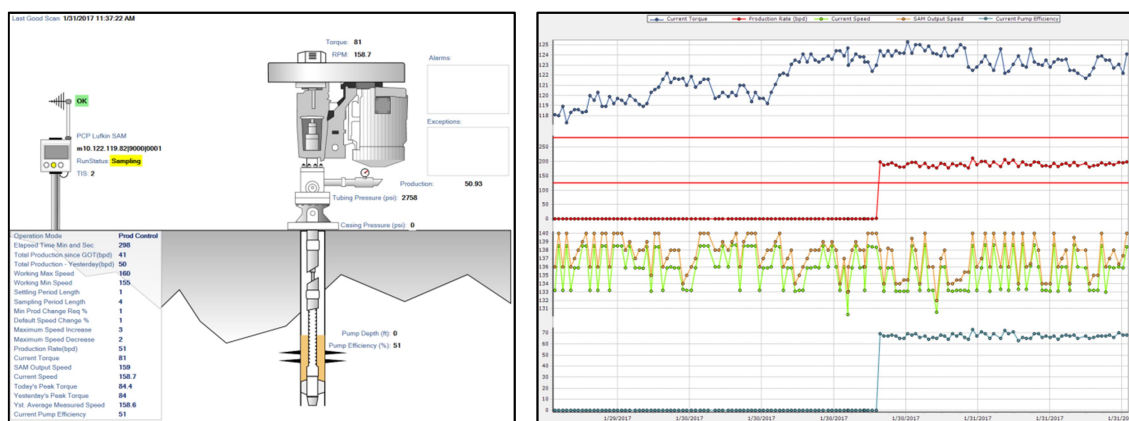 Last Good Scan 1/31/2017 11:37:22 AM
Torque: 81
RPM: 158.7
Alarms:
OK
Exceptions:
PCP Lufkin SAM
m10.122.119.82|9000|0001
RunStatus: Sampling
TIS: 2
Production: 50.93
Tubing Pressure (psi): 2758
Casing Pressure (psi): 0
Operation Mode Prod Control
Elapsed Time Min and Sec 298
Total Production since GOT(bpd) 41
Total Production - Yesterday(bpd) 50
Working Max Speed 160
Working Min Speed 155
Settling Period Length 1
Sampling Period Length 4
Min Prod Change Req % 1
Default Speed Change % 1
Maximum Speed Increase 3
Maximum Speed Decrease 2
Production Rate(bpd) 51
Current Torque 81
SAM Output Speed 159
Current Speed 158.7
Today's Peak Torque 84.4
Yesterday's Peak Torque 84
Yst. Average Measured Speed 158.6
Current Pump Efficiency 51
Pump Depth (ft): 0
Pump Efficiency (%): 51
Current Torque Production Rate (bpd) Current Speed SAM Output Speed Current Pump Efficiency
125
124
123
122
121
120
119
118
200
150
100
50
0
140
139
138
136
135
134
133
131
70
60
50
40
30
20
10
0
1/29/2017 1/30/2017 1/30/2017 1/30/2017 1/30/2017 1/31/2017 1/31/2017 1/31/201